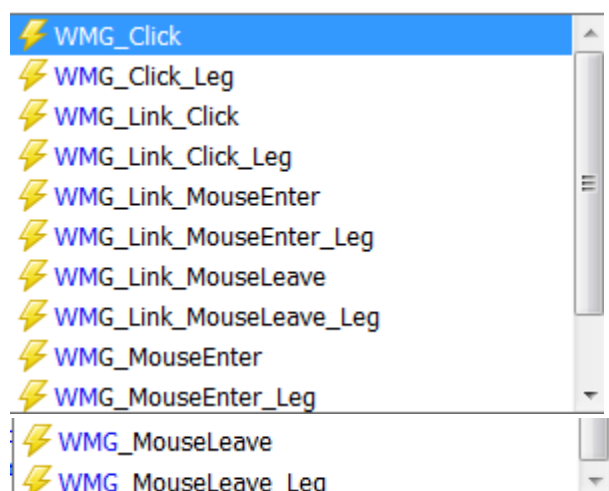 WMG_Click
WMG_Click_Leg
WMG_Link_Click
WMG_Link_Click_Leg
WMG_Link_MouseEnter
WMG_Link_MouseEnter_Leg
WMG_Link_MouseLeave
WMG_Link_MouseLeave_Leg
WMG_MouseEnter
WMG_MouseEnter_Leg
WMG_MouseLeave
WMG_MouseLeave_Leg